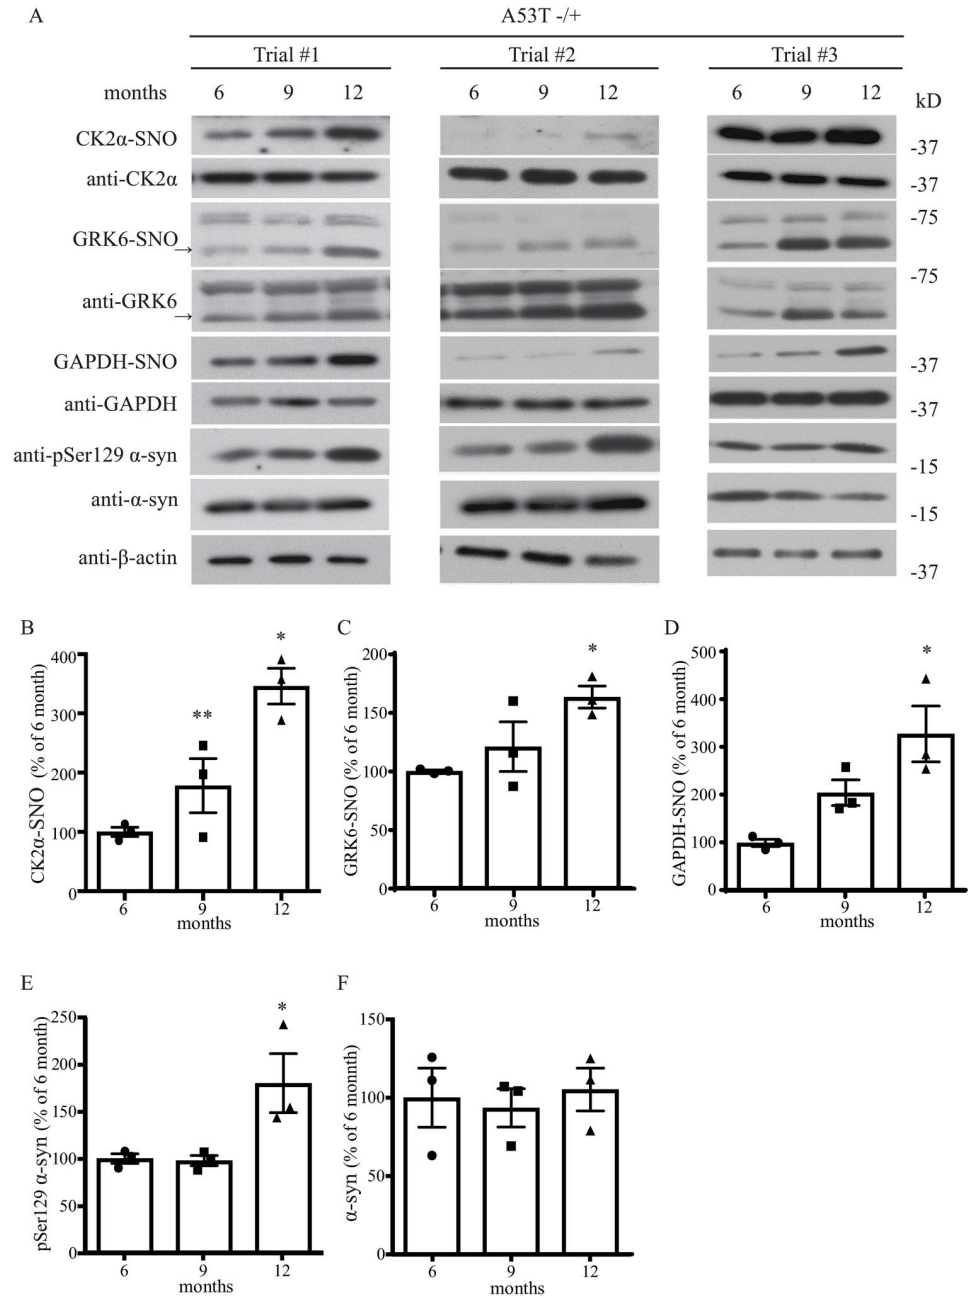 A
A53T -/+
Trial #1 Trial #2 Trial #3
months 6 9 12 6 9 12 6 9 12 kD
CK2α-SNO -37
anti-CK2α -37
GRK6-SNO→ -75
anti-GRK6 → -75
GAPDH-SNO -37
anti-GAPDH -37
anti-pSer129 α-syn -15
anti-α-syn -15
anti-β-actin -37
B
CK2α-SNO (% of 6 month)
400
300
200
100
0
**
*
6 9 12
months
C
GRK6-SNO (% of 6 month)
200
150
100
50
0
*
6 9 12
months
D
GAPDH-SNO (% of 6 month)
500
400
300
200
100
0
*
6 9 12
months
E
pSer129 α-syn (% of 6 month)
250
200
150
100
50
0
*
6 9 12
months
F
α-syn (% of 6 monnth)
150
100
50
0
6 9 12
months